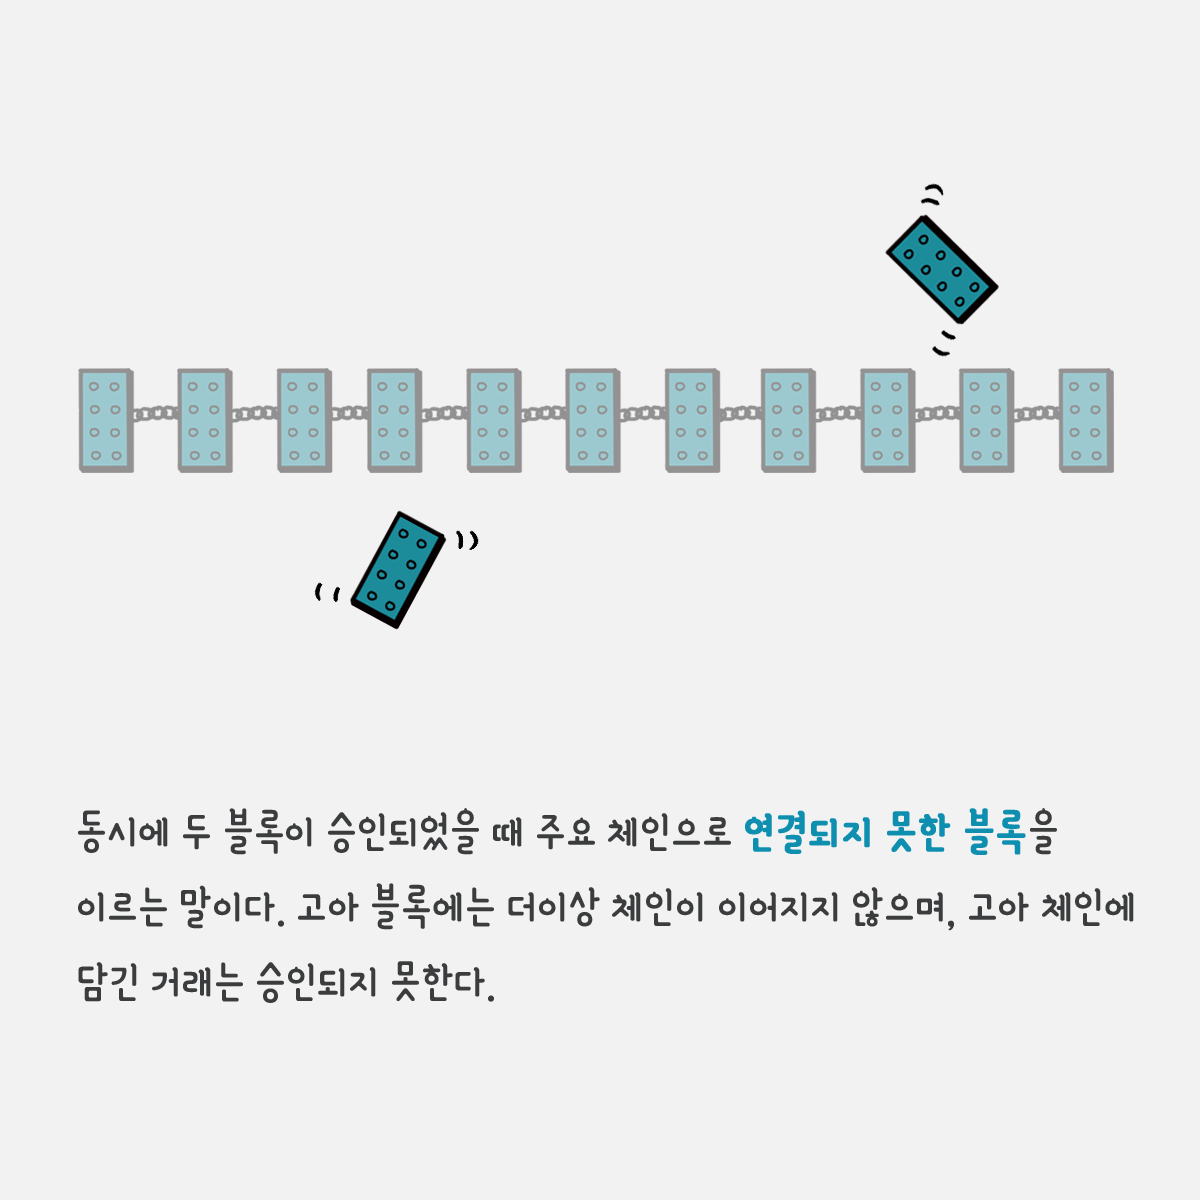 동시에 두 블록이 승인되었을 때 주요 체인으로 연결되지 못한 블록을
이르는 말이다. 고아 블록에는 더이상 체인이 이어지지 않으며, 고아 체인에
담긴 거래는 승인되지 못한다.